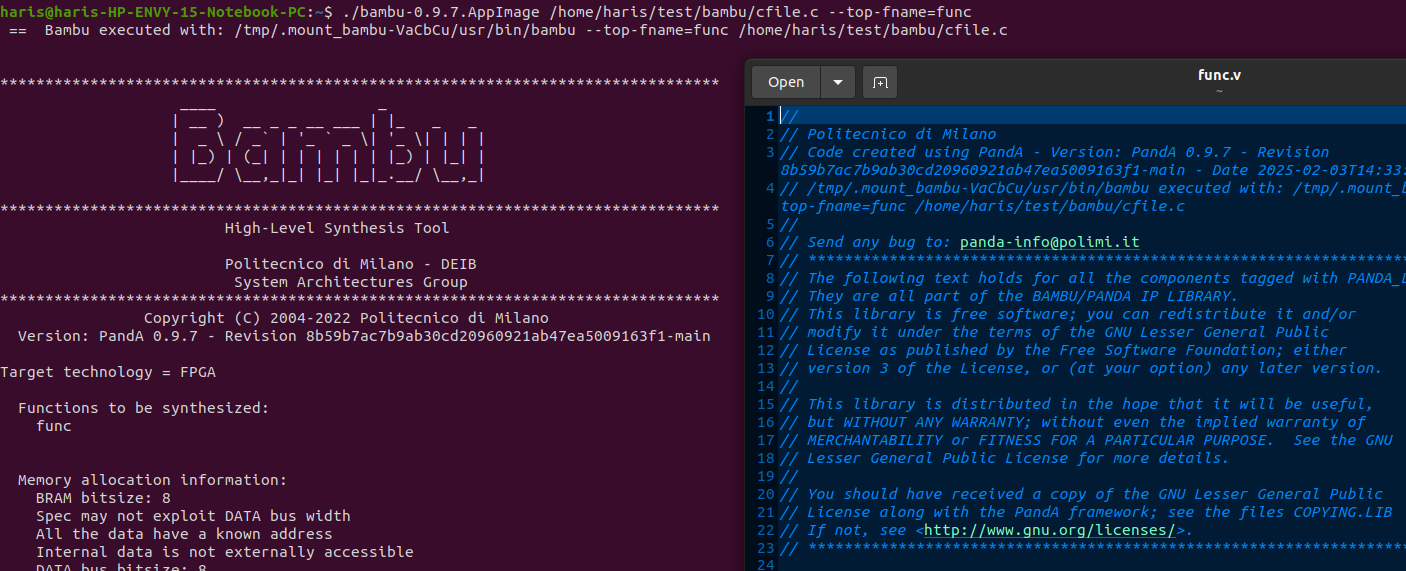 haris@haris-HP-ENVY-15-Notebook-PC:~$ ./bambu-0.9.7.AppImage /home/haris/test/bambu/cfile.c --top-fname=func
 ==  Bambu executed with: /tmp/.mount_bambu-VaCbCu/usr/bin/bambu --top-fname=func /home/haris/test/bambu/cfile.c
********************************************************************************
Bambu
********************************************************************************
High-Level Synthesis Tool
Politecnico di Milano - DEIB
System Architectures Group
********************************************************************************
Copyright (C) 2004-2022 Politecnico di Milano
Version: PandA 0.9.7 - Revision 8b59b7ac7b9ab30cd20960921ab47ea5009163f1-main
Target technology = FPGA
Functions to be synthesized:
func
Memory allocation information:
BRAM bitsize: 8
Spec may not exploit DATA bus width
All the data have a known address
Internal data is not externally accessible
DATA bus bitsize: 8
Open
func.v
~
1 //
2 // Politecnico di Milano
3 // Code created using PandA - Version: PandA 0.9.7 - Revision
8b59b7ac7b9ab30cd20960921ab47ea5009163f1-main - Date 2025-02-03T14:33:
4 // /tmp/.mount_bambu-VaCbCu/usr/bin/bambu executed with: /tmp/.mount_b
top-fname=func /home/haris/test/bambu/cfile.c
5 //
6 // Send any bug to: panda-info@polimi.it
7 // **********************************************************************
8 // The following text holds for all the components tagged with PANDA_L
9 // They are all part of the BAMBU/PANDA IP LIBRARY.
10 // This library is free software; you can redistribute it and/or
11 // modify it under the terms of the GNU Lesser General Public
12 // License as published by the Free Software Foundation; either
13 // version 3 of the License, or (at your option) any later version.
14 //
15 // This library is distributed in the hope that it will be useful,
16 // but WITHOUT ANY WARRANTY; without even the implied warranty of
17 // MERCHANTABILITY or FITNESS FOR A PARTICULAR PURPOSE.  See the GNU
18 // Lesser General Public License for more details.
19 //
20 // You should have received a copy of the GNU Lesser General Public
21 // License along with the PandA framework; see the files COPYING.LIB
22 // If not, see <http://www.gnu.org/licenses/>.
23 // **********************************************************************
24